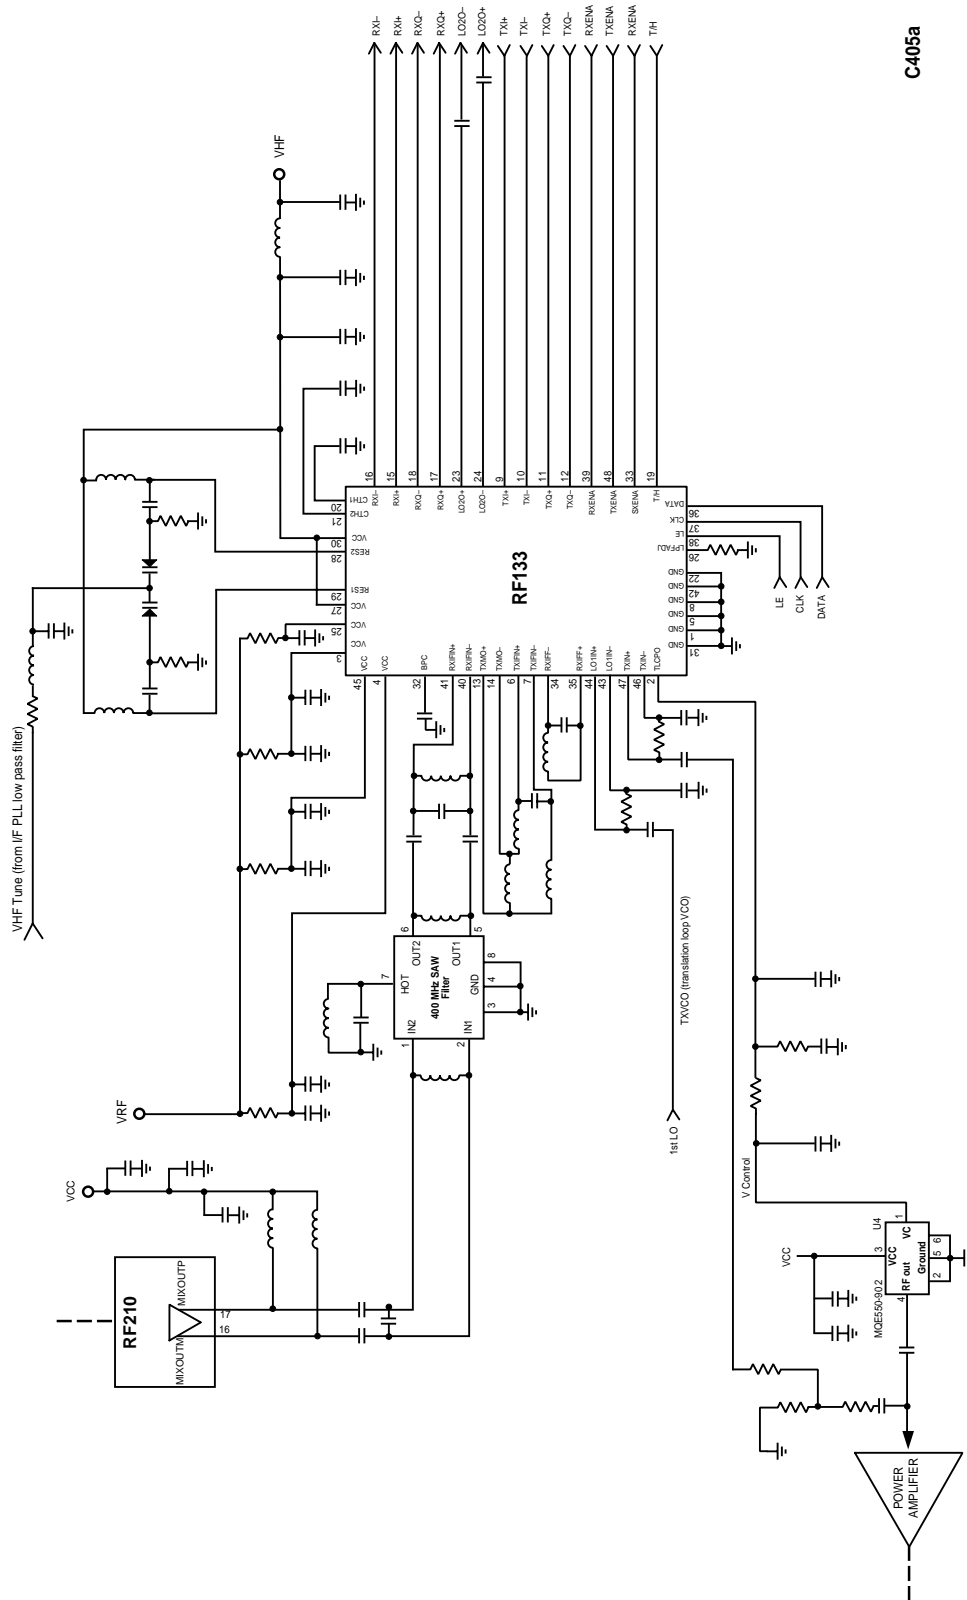 RXI–
RXI+
RXQ–
RXQ+
LO2O–
LO2O+
TXI+
TXI–
TXQ+
TXQ–
RXENA
TXENA
RXENA
T/H
C405a
VHF
VHF Tune (from I/F PLL low pass filter)
16
15
18
17
23
24
9
10
11
12
39
48
33
19
RXI–
RXI+
RXQ–
RXQ+
LO2O+
LO2O–
TXI+
TXI–
TXQ+
TXQ–
RXENA
TXENA
SXENA
T/H
CTH1
20
CTH2
21
VCC
30
RES2
28
RES1
29
VCC
27
VCC
25
VCC
3
RF133
DATA
36
CLK
37
LE
38
LPFADJ
26
GND
22
GND
42
GND
8
GND
5
GND
1
GND
31
LE
CLK
DATA
VCC
VCC
BPC
RXIFIN+
RXIFIN–
TXMO+
TXMO–
TXIFIN+
TXIFIN–
RXIFF–
RXIFF+
LO1IN+
LO1IN–
TXIN+
TXIN–
TLCPO
45
4
32
41
40
13
14
6
7
34
35
44
43
47
46
2
6
5
OUT2
OUT1
7
HOT
400 MHz SAW
Filter
GND
8
4
3
IN2
IN1
1
2
TXVCO (translation loop VCO)
1st LO
VRF
VCC
RF210
MIXOUTP
MIXOUTM
17
16
V Control
U4
1
VC
VCC
3
VCC
RF out
Ground
6
5
2
4
MQE550-902
POWER
AMPLIFIER